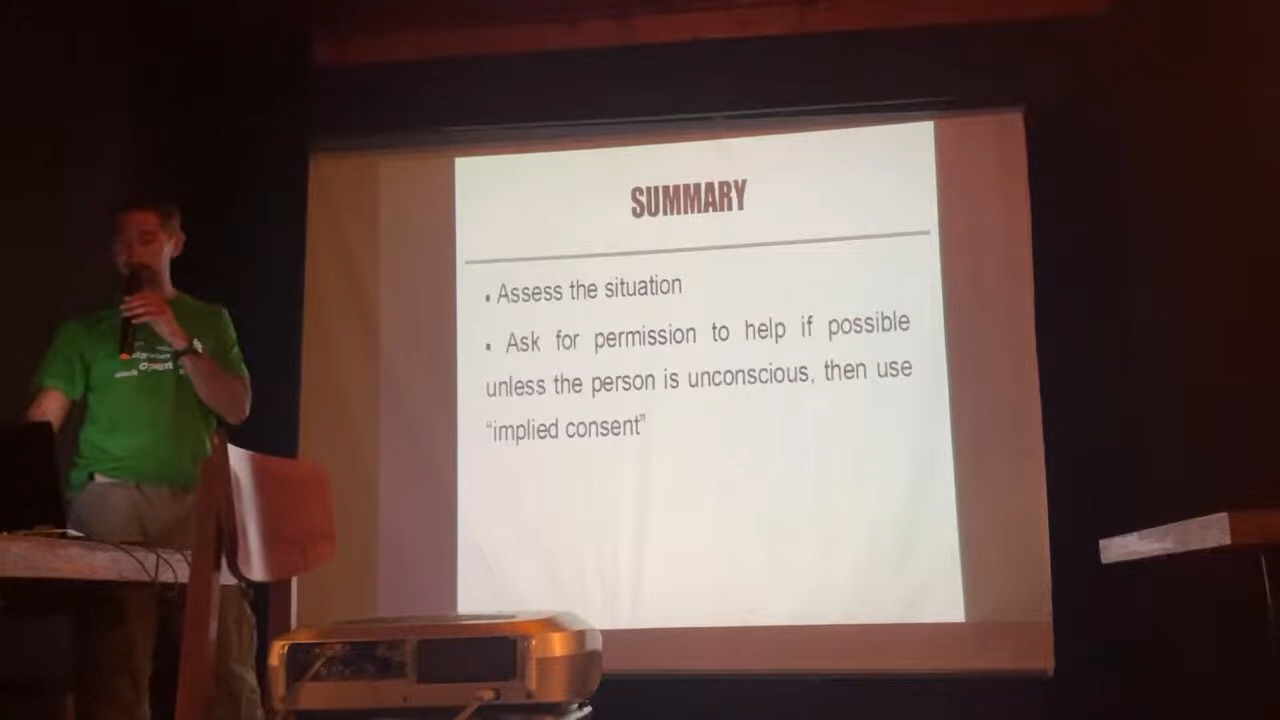 SUMMARY
▪ Assess the situation
▪ Ask for permission to help if possible
unless the person is unconscious, then use
“implied consent”